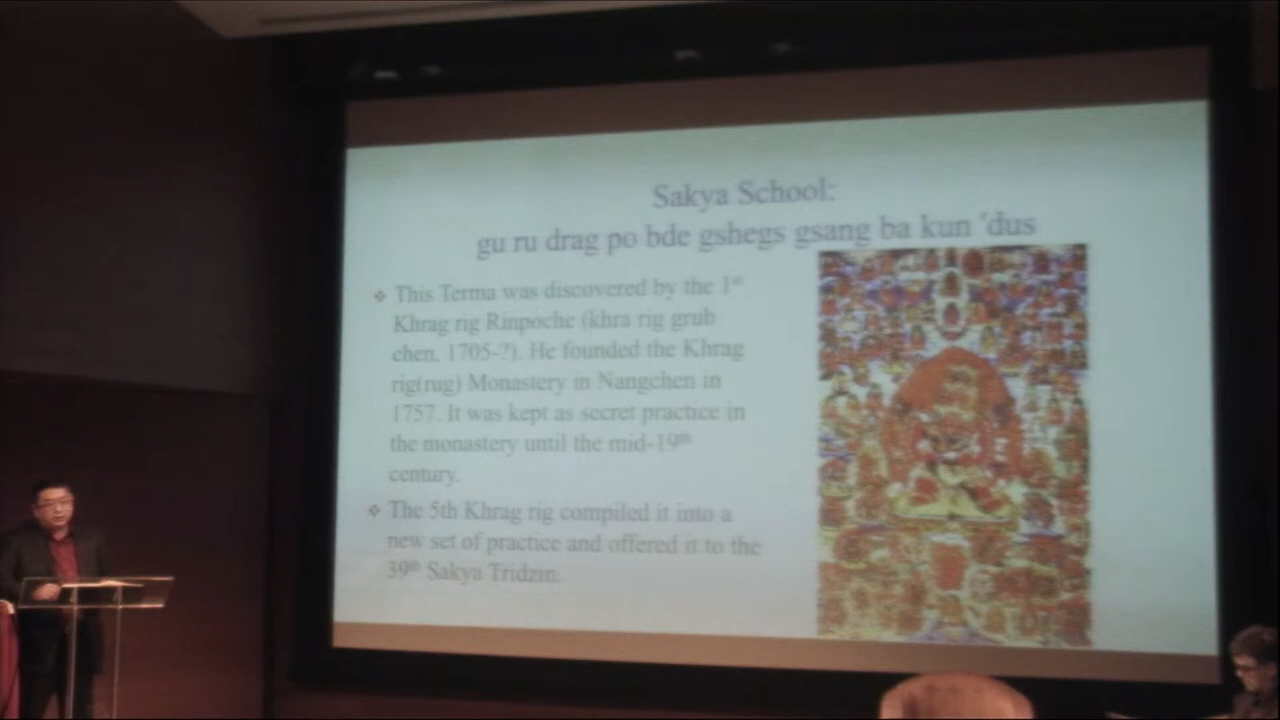 Sakya School:
gu ru drag po bde gshegs gsang ba kun 'dus
❖ This Terma was discovered by the 1st
Khrag rig Rinpoche (khra rig grub
chen, 1705-?). He founded the Khrag
rig(rug) Monastery in Nangchen in
1757. It was kept as secret practice in
the monastery until the mid-19th
century.
❖ The 5th Khrag rig compiled it into a
new set of practice and offered it to the
39th Sakya Tridzin.